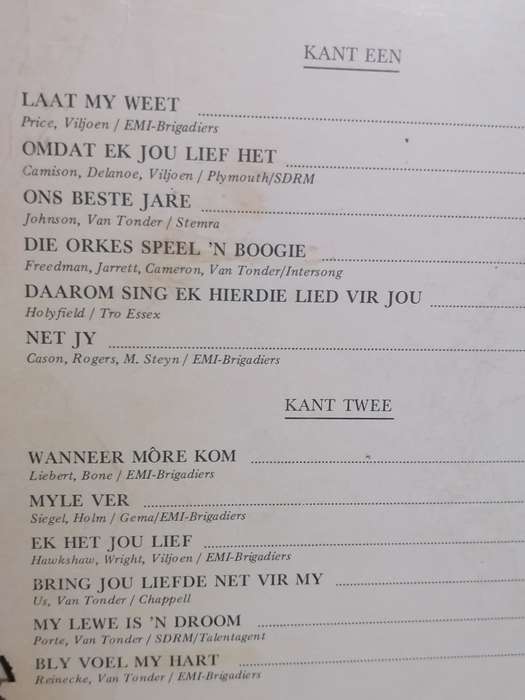 KANT EEN
LAAT MY WEET
Price, Viljoen / EMI-Brigadiers
OMDAT EK JOU LIEF HET
Camison, Delanoe, Viljoen / Plymouth/SDRM
ONS BESTE JARE
Johnson, Van Tonder / Stemra
DIE ORKES SPEEL 'N BOOGIE
Freedman, Jarrett, Cameron, Van Tonder/Intersong
DAAROM SING EK HIERDIE LIED VIR JOU
Holyfield / Tro Essex
NET JY
Cason, Rogers, M. Steyn / EMI-Brigadiers
KANT TWEE
WANNEER MÔRE KOM
Liebert, Bone / EMI-Brigadiers
MYLE VER
Siegel, Holm / Gema/EMI-Brigadiers
EK HET JOU LIEF
Hawkshaw, Wright, Viljoen / EMI-Brigadiers
BRING JOU LIEFDE NET VIR MY
Us, Van Tonder / Chappell
MY LEWE IS 'N DROOM
Porte, Van Tonder / SDRM/Talentagent
BLY VOEL MY HART
Reinecke, Van Tonder / EMI-Brigadiers